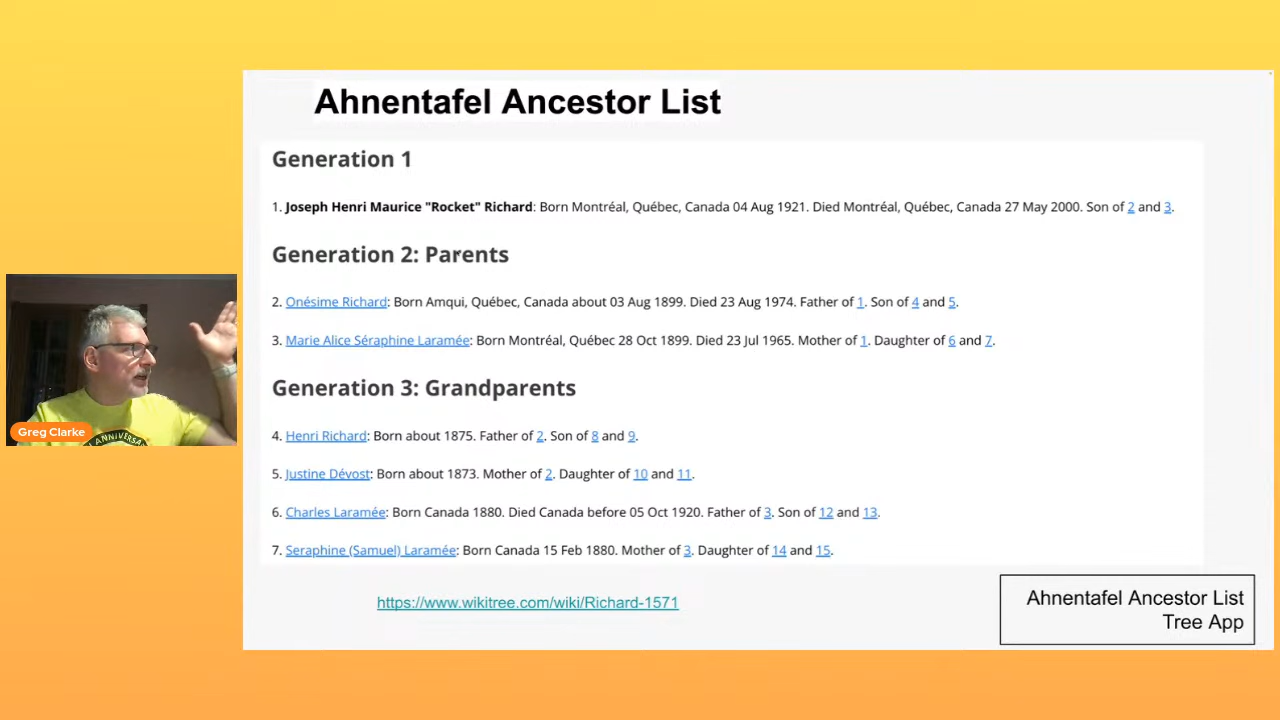 Ahnentafel Ancestor List
Generation 1
1. Joseph Henri Maurice "Rocket" Richard: Born Montréal, Québec, Canada 04 Aug 1921. Died Montréal, Québec, Canada 27 May 2000. Son of 2 and 3.
Generation 2: Parents
2. Onésime Richard: Born Amqui, Québec, Canada about 03 Aug 1899. Died 23 Aug 1974. Father of 1. Son of 4 and 5.
3. Marie Alice Séraphine Laramée: Born Montréal, Québec 28 Oct 1899. Died 23 Jul 1965. Mother of 1. Daughter of 6 and 7.
Generation 3: Grandparents
4. Henri Richard: Born about 1875. Father of 2. Son of 8 and 9.
5. Justine Dévost: Born about 1873. Mother of 2. Daughter of 10 and 11.
6. Charles Laramée: Born Canada 1880. Died Canada before 05 Oct 1920. Father of 3. Son of 12 and 13.
7. Seraphine (Samuel) Laramée: Born Canada 15 Feb 1880. Mother of 3. Daughter of 14 and 15.
https://www.wikitree.com/wiki/Richard-1571
Ahnentafel Ancestor List
Tree App
Greg Clarke